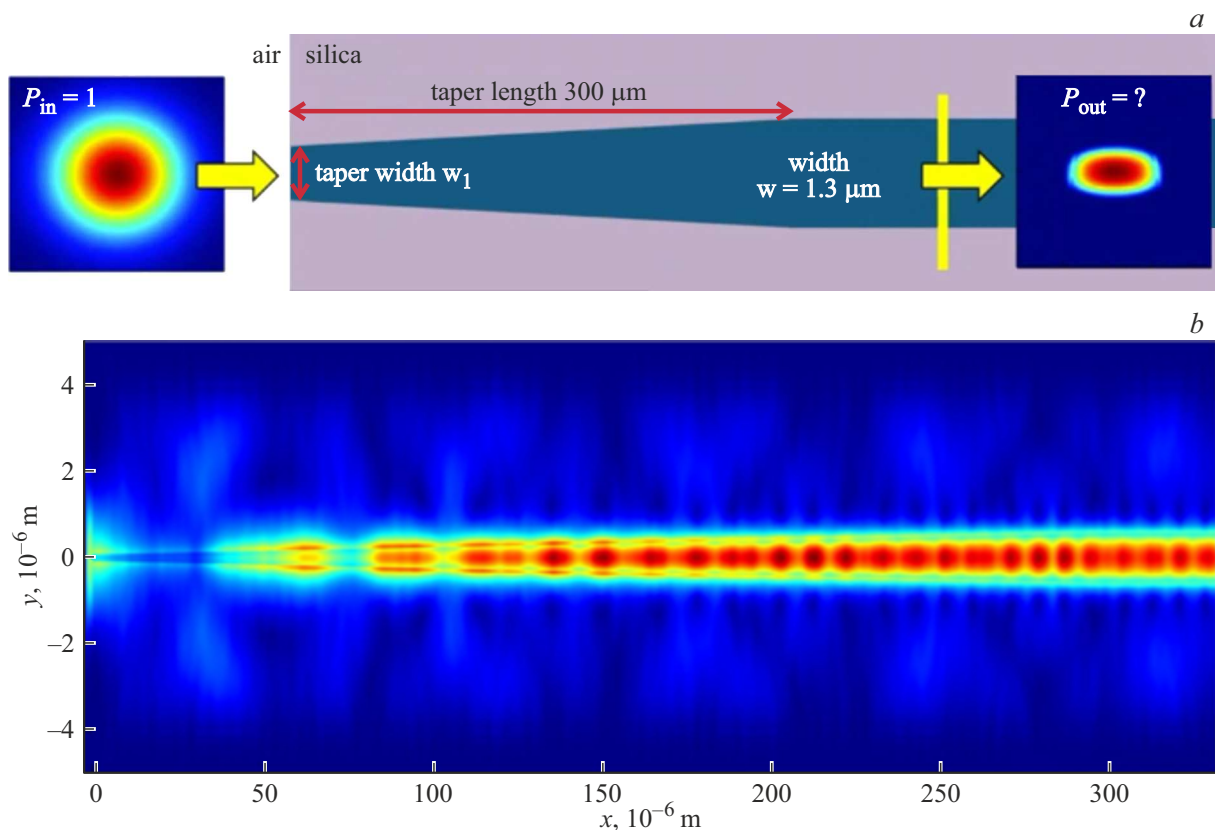 a
air silica
P_in = 1
taper length 300 μm
P_out = ?
taper width w₁
width
w = 1.3 μm
b
4
2
0
–2
–4
y, 10⁻⁶ m
0 50 100 150 200 250 300
x, 10⁻⁶ m